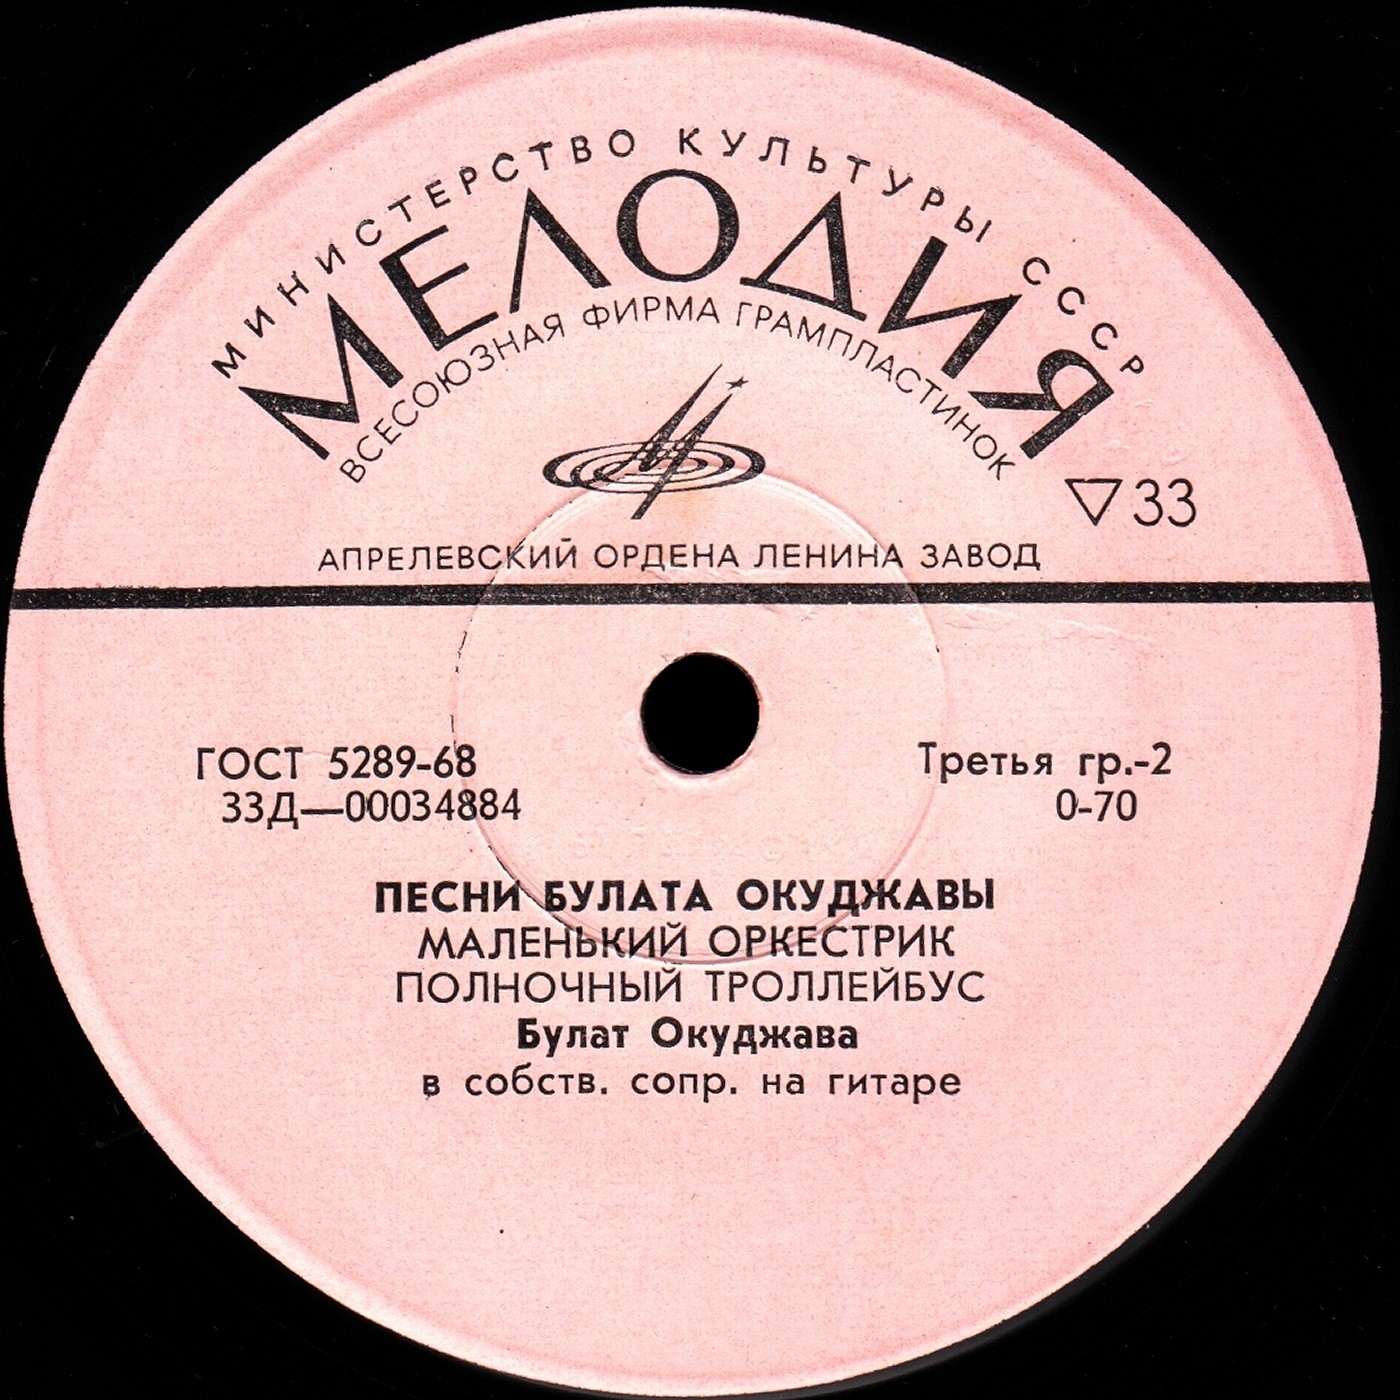 МИНИСТЕРСТВО КУЛЬТУРЫ СССР
МЕЛОДИЯ
ВСЕСОЮЗНАЯ ФИРМА ГРАМПЛАСТИНОК
33
АПРЕЛЕВСКИЙ ОРДЕНА ЛЕНИНА ЗАВОД
ГОСТ 5289-68
33Д—00034884
Третья гр.-2
0-70
ПЕСНИ БУЛАТА ОКУДЖАВЫ
МАЛЕНЬКИЙ ОРКЕСТРИК
ПОЛНОЧНЫЙ ТРОЛЛЕЙБУС
Булат Окуджава
в собств. сопр. на гитаре